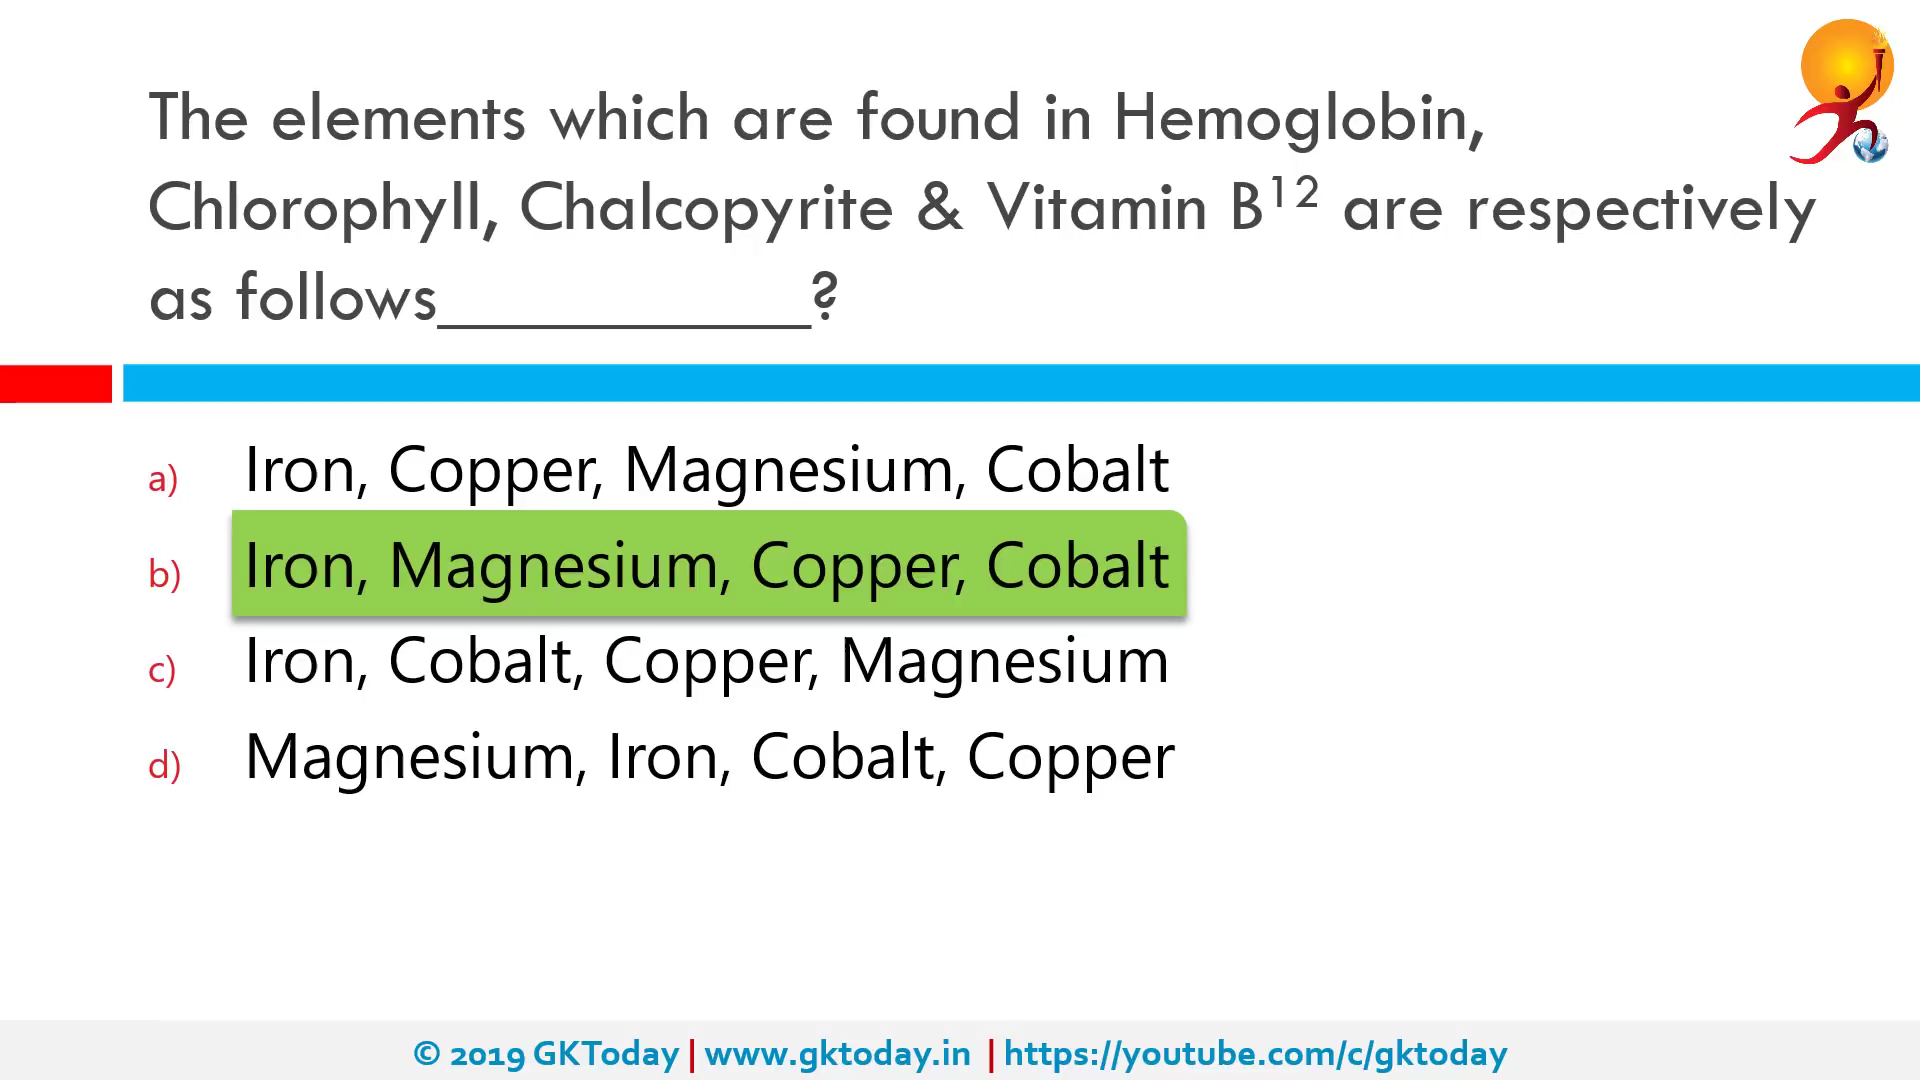 The elements which are found in Hemoglobin,
Chlorophyll, Chalcopyrite & Vitamin B¹² are respectively
as follows___________?
a) Iron, Copper, Magnesium, Cobalt
b) Iron, Magnesium, Copper, Cobalt
c) Iron, Cobalt, Copper, Magnesium
d) Magnesium, Iron, Cobalt, Copper
© 2019 GKToday | www.gktoday.in | https://youtube.com/c/gktoday